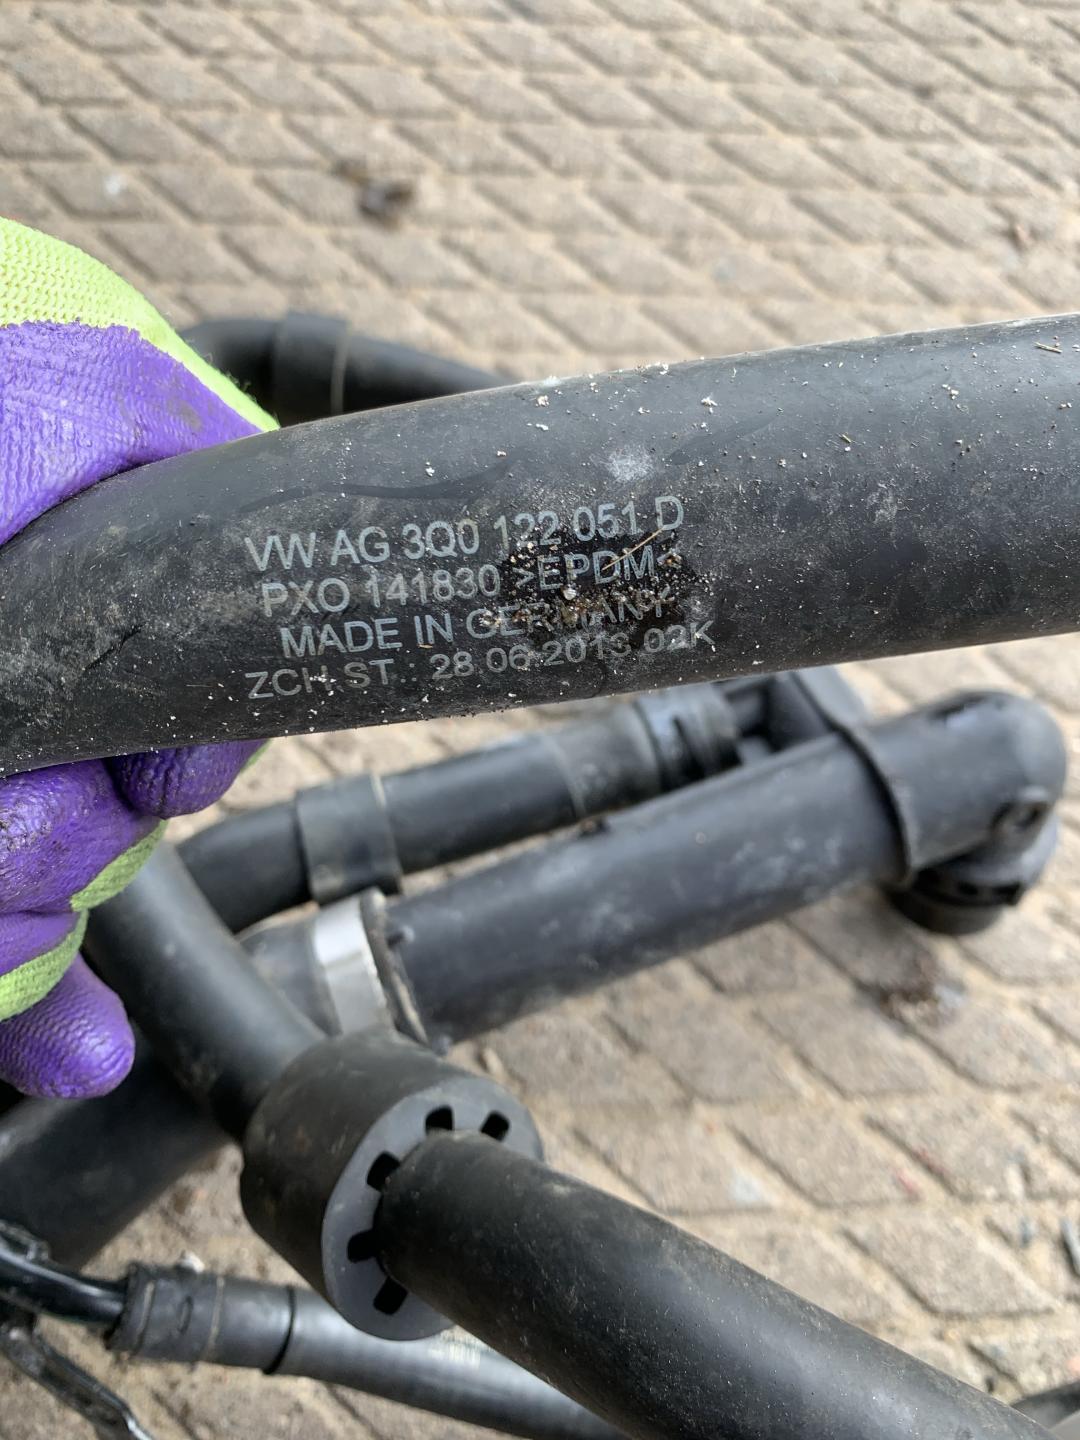 VW AG 3Q0 122 051 D
PXO 141830 >EPDM<
MADE IN GERMANY
ZCH.ST.: 28.06.2013 02K